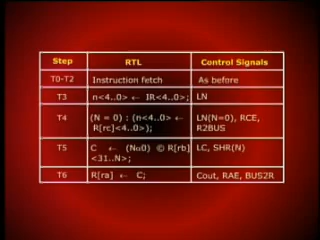 Step RTL Control Signals
T0-T2 Instruction fetch As before
T3 n<4..0> ← IR<4..0>; LN
T4 (N = 0) : (n<4..0> ← LN(N=0), RCE,
R[rc]<4..0>); R2BUS
T5 C ← (Nα0) © R[rb] LC, SHR(N)
<31..N>;
T6 R[ra] ← C; Cout, RAE, BUS2R